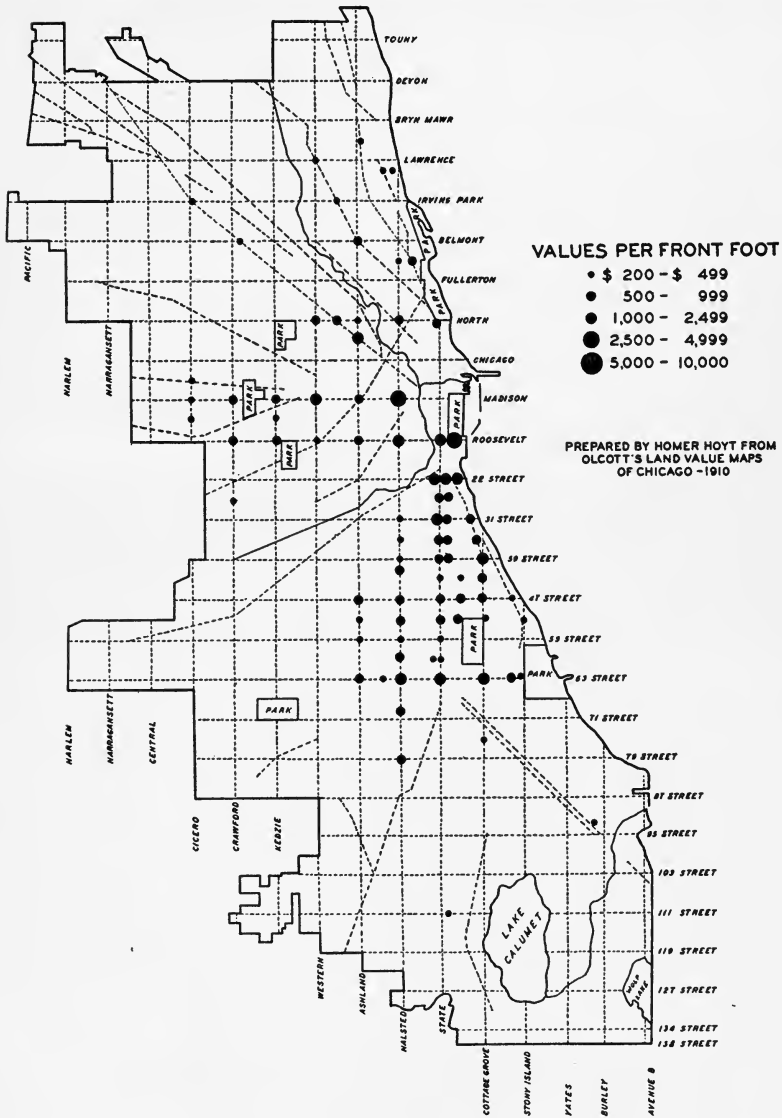 TOUHY
DEVON
BRYN MAWR
LAWRENCE
IRVING PARK
PARK
BELMONT
PACIFIC
FULLERTON
PARK
NORTH
PARK
CHICAGO
HARLEM
NARRAGANSETT
MADISON
PARK
PARK
ROOSEVELT
PARK
22 STREET
31 STREET
39 STREET
47 STREET
PARK
55 STREET
63 STREET
PARK
PARK
71 STREET
79 STREET
87 STREET
95 STREET
103 STREET
111 STREET
119 STREET
127 STREET
134 STREET
138 STREET
HARLEM
NARRAGANSETT
CENTRAL
CICERO
CRAWFORD
KEDZIE
WESTERN
ASHLAND
HALSTED
STATE
COTTAGE GROVE
STONY ISLAND
YATES
BURLEY
AVENUE B
LAKE
CALUMET
WOLF
LAKE
VALUES PER FRONT FOOT
$ 200 - $ 499
500 - 999
1,000 - 2,499
2,500 - 4,999
5,000 - 10,000
PREPARED BY HOMER HOYT FROM
OLCOTT'S LAND VALUE MAPS
OF CHICAGO - 1910